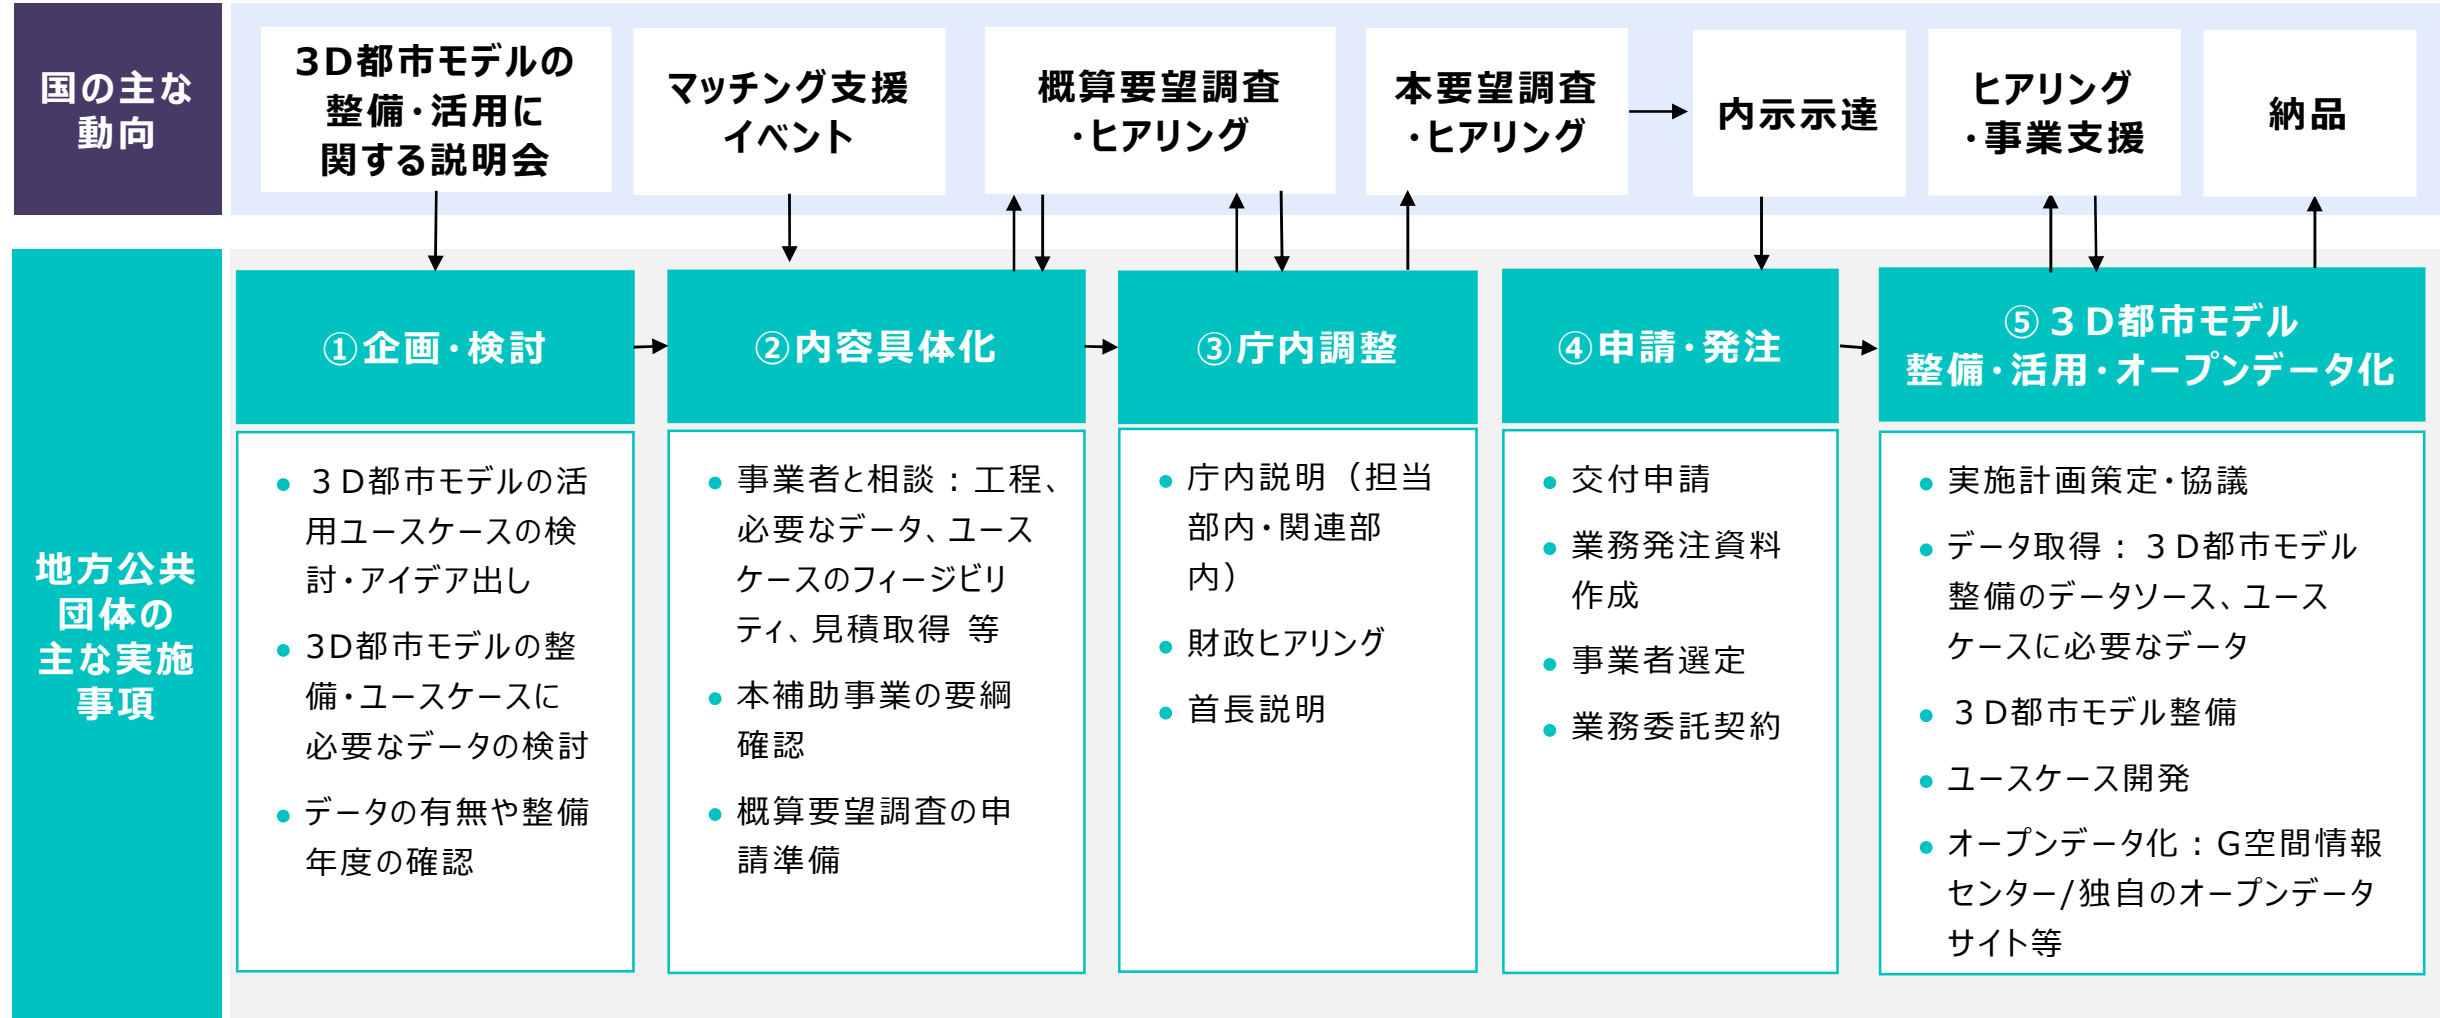 国の主な
動向
3D都市モデルの
整備・活用に
関する説明会
マッチング支援
イベント
概算要望調査
・ヒアリング
本要望調査
・ヒアリング
内示示達
ヒアリング
・事業支援
納品
地方公共
団体の
主な実施
事項
①企画・検討
３D都市モデルの活
用ユースケースの検
討・アイデア出し
3D都市モデルの整
備・ユースケースに
必要なデータの検討
データの有無や整備
年度の確認
②内容具体化
事業者と相談：工程、
必要なデータ、ユース
ケースのフィージビリ
ティ、見積取得 等
本補助事業の要綱
確認
概算要望調査の申
請準備
③庁内調整
庁内説明（担当
部内・関連部
内）
財政ヒアリング
首長説明
④申請・発注
交付申請
業務発注資料
作成
事業者選定
業務委託契約
⑤３D都市モデル
整備・活用・オープンデータ化
実施計画策定・協議
データ取得：３D都市モデル
整備のデータソース、ユース
ケースに必要なデータ
３D都市モデル整備
ユースケース開発
オープンデータ化：G空間情報
センター/独自のオープンデータ
サイト等